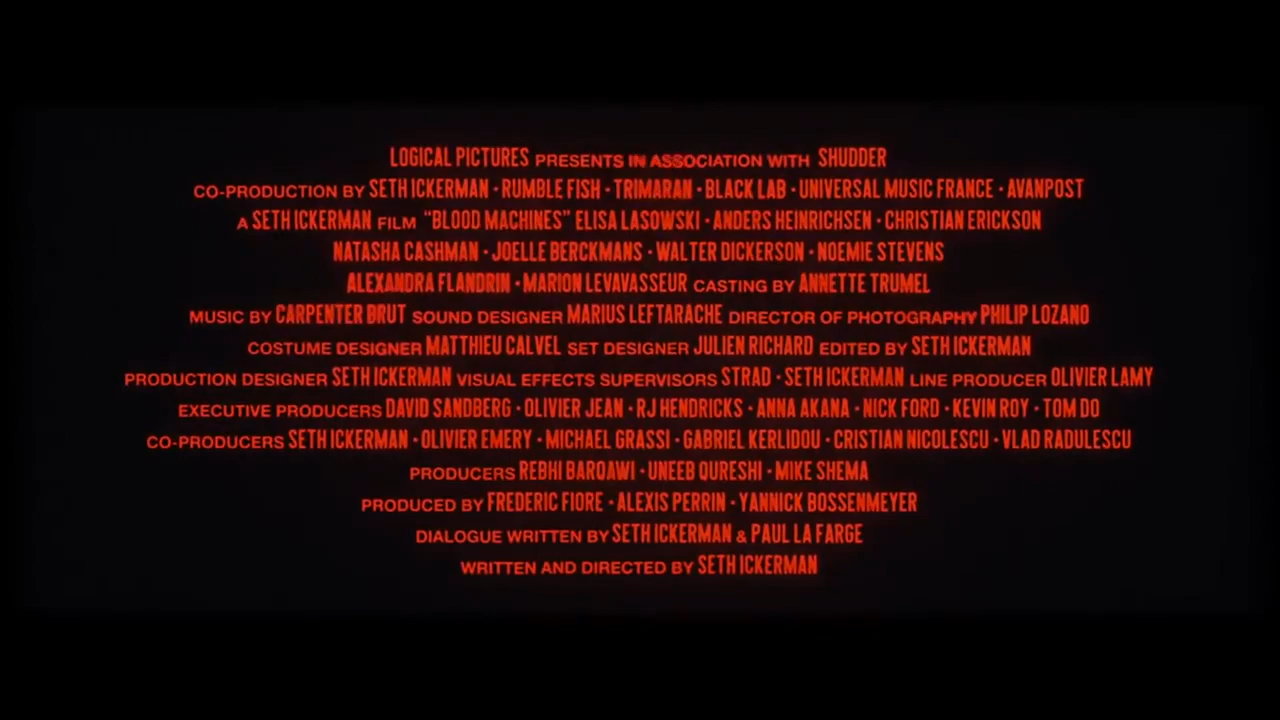 LOGICAL PICTURES PRESENTS IN ASSOCIATION WITH SHUDDER
CO-PRODUCTION BY SETH ICKERMAN · RUMBLE FISH · TRIMARAN · BLACK LAB · UNIVERSAL MUSIC FRANCE · AVANPOST
A SETH ICKERMAN FILM "BLOOD MACHINES" ELISA LASOWSKI · ANDERS HEINRICHSEN · CHRISTIAN ERICKSON
NATASHA CASHMAN · JOELLE BERCKMANS · WALTER DICKERSON · NOEMIE STEVENS
ALEXANDRA FLANDRIN · MARION LEVAVASSEUR CASTING BY ANNETTE TRUMEL
MUSIC BY CARPENTER BRUT SOUND DESIGNER MARIUS LEFTARACHE DIRECTOR OF PHOTOGRAPHY PHILIP LOZANO
COSTUME DESIGNER MATTHIEU CALVEL SET DESIGNER JULIEN RICHARD EDITED BY SETH ICKERMAN
PRODUCTION DESIGNER SETH ICKERMAN VISUAL EFFECTS SUPERVISORS STRAD · SETH ICKERMAN LINE PRODUCER OLIVIER LAMY
EXECUTIVE PRODUCERS DAVID SANDBERG · OLIVIER JEAN · RJ HENDRICKS · ANNA AKANA · NICK FORD · KEVIN ROY · TOM DO
CO-PRODUCERS SETH ICKERMAN · OLIVIER EMERY · MICHAEL GRASSI · GABRIEL KERLIDOU · CRISTIAN NICOLESCU · VLAD RADULESCU
PRODUCERS REBHI BARQAWI · UNEEB QURESHI · MIKE SHEMA
PRODUCED BY FREDERIC FIORE · ALEXIS PERRIN · YANNICK BOSSENMEYER
DIALOGUE WRITTEN BY SETH ICKERMAN & PAUL LA FARGE
WRITTEN AND DIRECTED BY SETH ICKERMAN